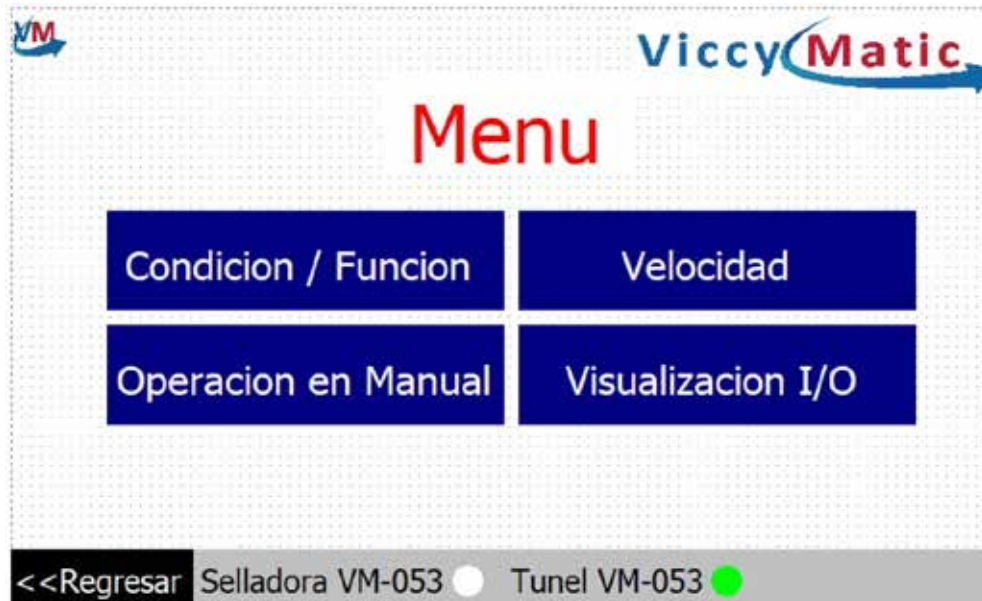 VM
ViccyMatic
Menu
Condicion / Funcion
Velocidad
Operacion en Manual
Visualizacion I/O
<<Regresar Selladora VM-053 Tunel VM-053